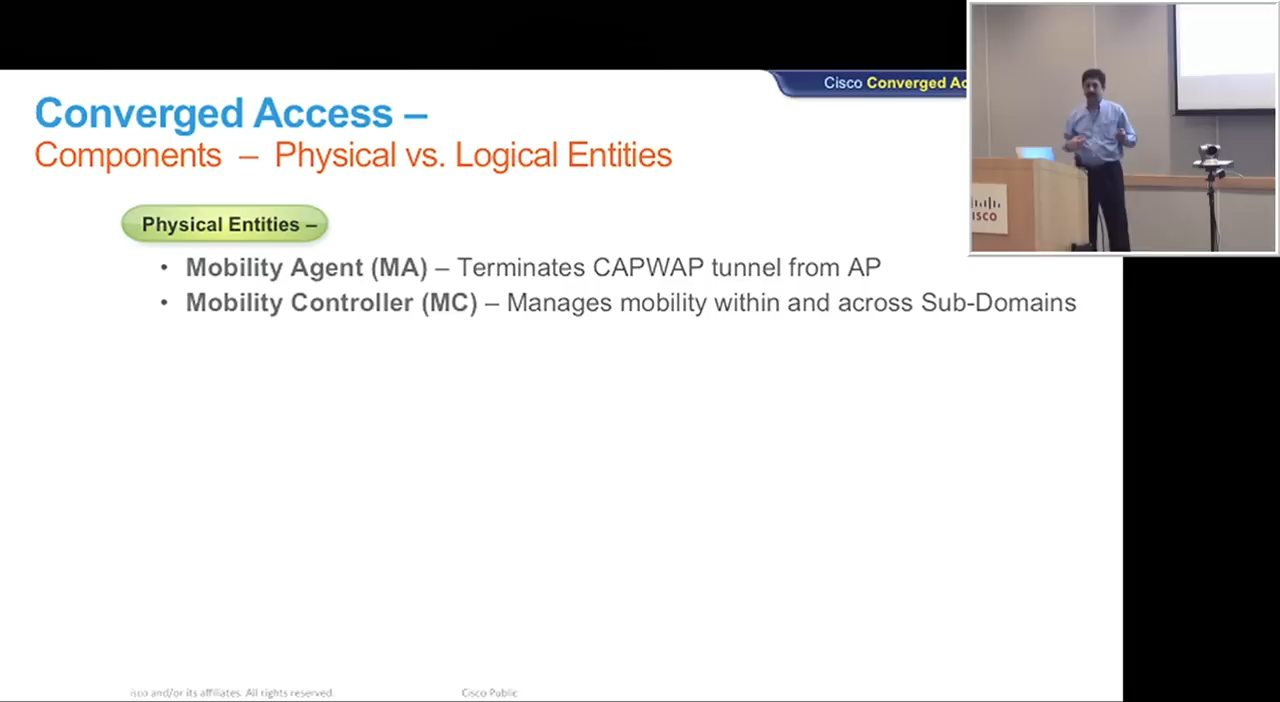 Cisco Converged Ac
Converged Access –
Components – Physical vs. Logical Entities
Physical Entities –
• Mobility Agent (MA) – Terminates CAPWAP tunnel from AP
• Mobility Controller (MC) – Manages mobility within and across Sub-Domains
CISCO
isco and/or its affiliates. All rights reserved.
Cisco Public